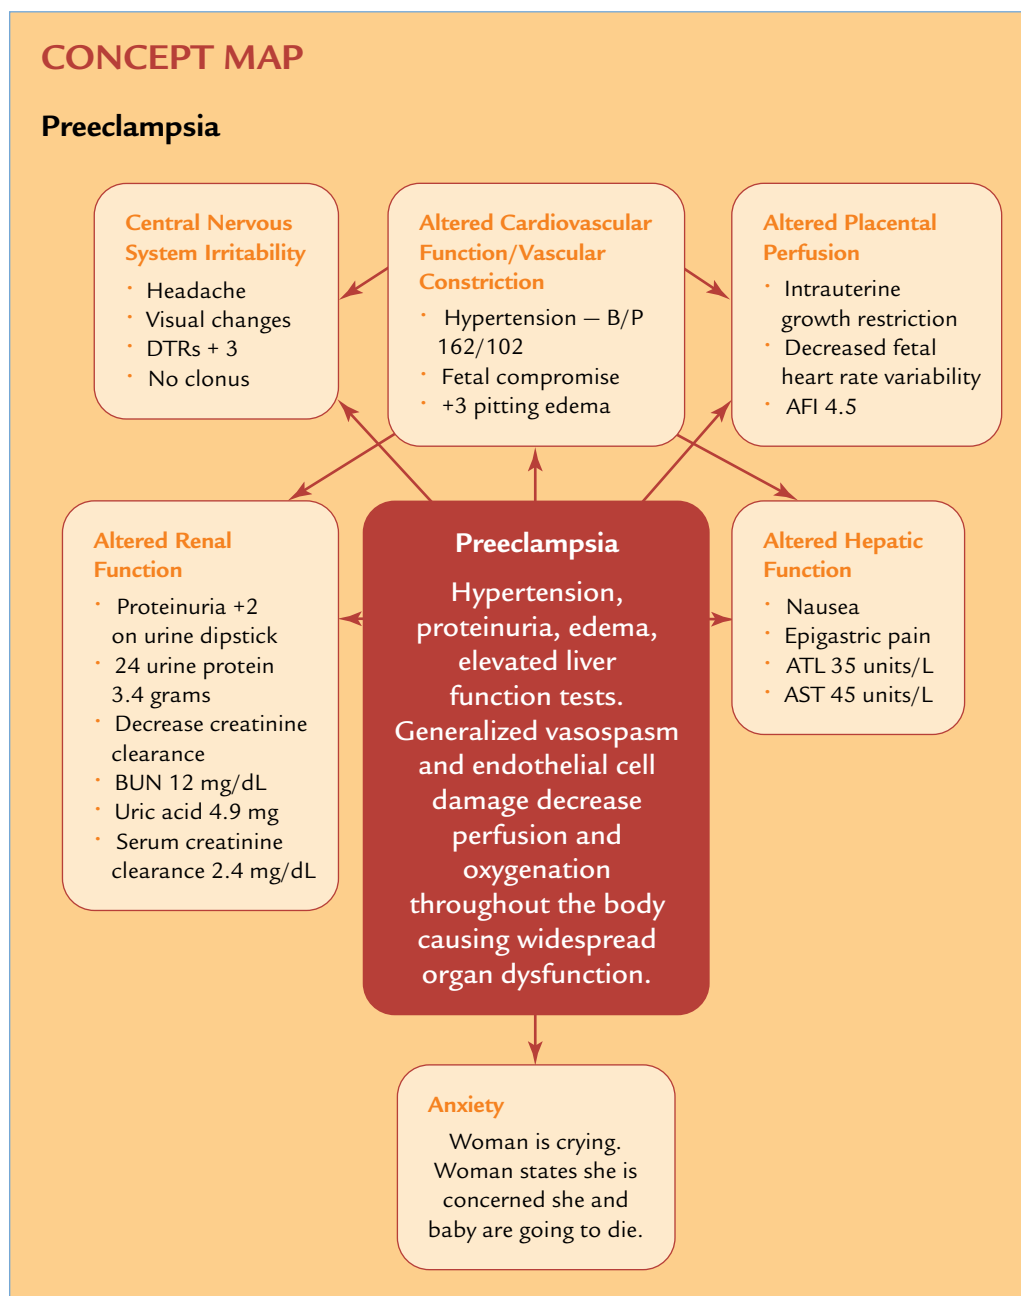 CONCEPT MAP
Preeclampsia
Central Nervous
System Irritability
· Headache
· Visual changes
· DTRs + 3
· No clonus
Altered Cardiovascular
Function/Vascular
Constriction
· Hypertension — B/P
162/102
· Fetal compromise
· +3 pitting edema
Altered Placental
Perfusion
· Intrauterine
growth restriction
· Decreased fetal
heart rate variability
· AFI 4.5
Altered Renal
Function
· Proteinuria +2
on urine dipstick
· 24 urine protein
3.4 grams
· Decrease creatinine
clearance
· BUN 12 mg/dL
· Uric acid 4.9 mg
· Serum creatinine
clearance 2.4 mg/dL
Preeclampsia
Hypertension,
proteinuria, edema,
elevated liver
function tests.
Generalized vasospasm
and endothelial cell
damage decrease
perfusion and
oxygenation
throughout the body
causing widespread
organ dysfunction.
Altered Hepatic
Function
· Nausea
· Epigastric pain
· ATL 35 units/L
· AST 45 units/L
Anxiety
Woman is crying.
Woman states she is
concerned she and
baby are going to die.